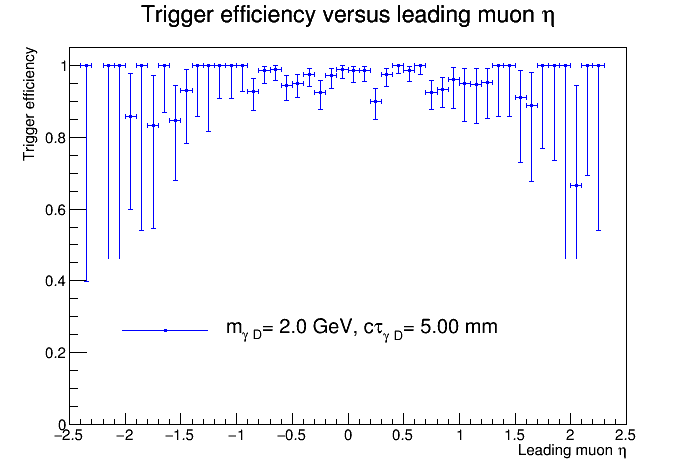 Trigger efficiency versus leading muon η
Trigger efficiency
1
0.8
0.6
0.4
0.2
0
m_γ D = 2.0 GeV, cτ_γ D = 5.00 mm
−2.5 −2 −1.5 −1 −0.5 0 0.5 1 1.5 2 2.5
Leading muon η